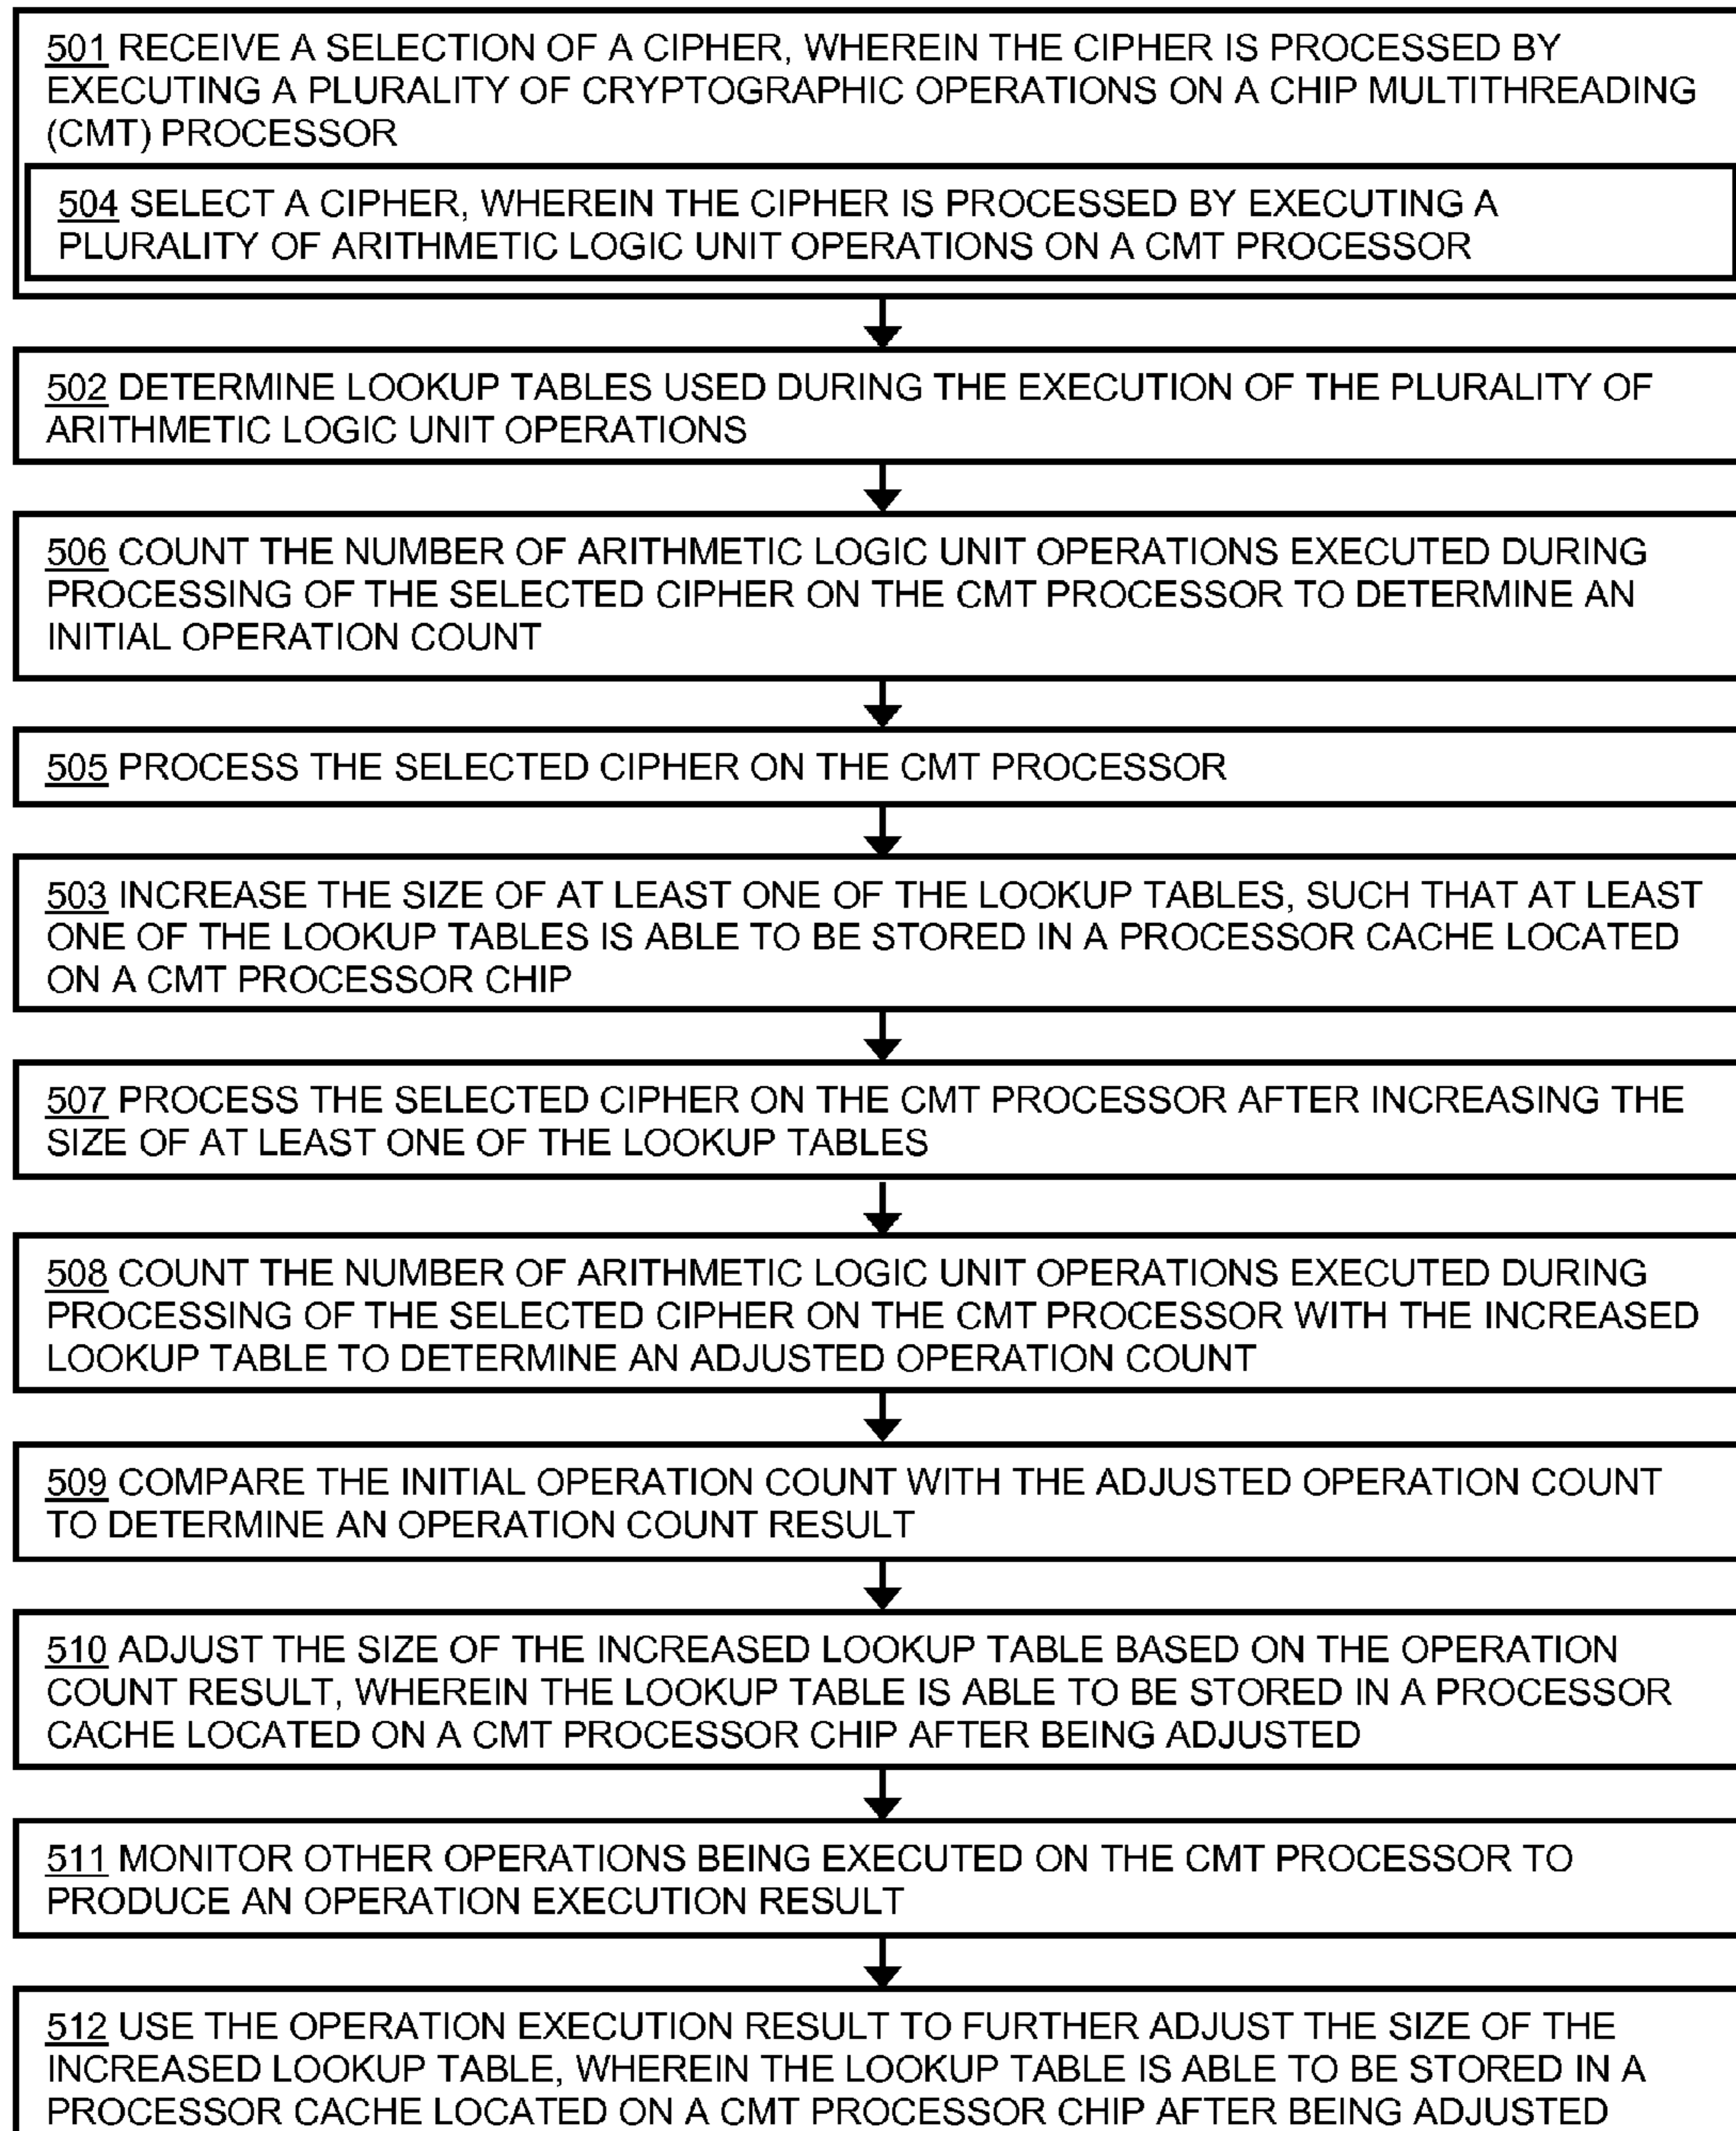 501 RECEIVE A SELECTION OF A CIPHER, WHEREIN THE CIPHER IS PROCESSED BY
EXECUTING A PLURALITY OF CRYPTOGRAPHIC OPERATIONS ON A CHIP MULTITHREADING
(CMT) PROCESSOR
504 SELECT A CIPHER, WHEREIN THE CIPHER IS PROCESSED BY EXECUTING A
PLURALITY OF ARITHMETIC LOGIC UNIT OPERATIONS ON A CMT PROCESSOR
502 DETERMINE LOOKUP TABLES USED DURING THE EXECUTION OF THE PLURALITY OF
ARITHMETIC LOGIC UNIT OPERATIONS
506 COUNT THE NUMBER OF ARITHMETIC LOGIC UNIT OPERATIONS EXECUTED DURING
PROCESSING OF THE SELECTED CIPHER ON THE CMT PROCESSOR TO DETERMINE AN
INITIAL OPERATION COUNT
505 PROCESS THE SELECTED CIPHER ON THE CMT PROCESSOR
503 INCREASE THE SIZE OF AT LEAST ONE OF THE LOOKUP TABLES, SUCH THAT AT LEAST
ONE OF THE LOOKUP TABLES IS ABLE TO BE STORED IN A PROCESSOR CACHE LOCATED
ON A CMT PROCESSOR CHIP
507 PROCESS THE SELECTED CIPHER ON THE CMT PROCESSOR AFTER INCREASING THE
SIZE OF AT LEAST ONE OF THE LOOKUP TABLES
508 COUNT THE NUMBER OF ARITHMETIC LOGIC UNIT OPERATIONS EXECUTED DURING
PROCESSING OF THE SELECTED CIPHER ON THE CMT PROCESSOR WITH THE INCREASED
LOOKUP TABLE TO DETERMINE AN ADJUSTED OPERATION COUNT
509 COMPARE THE INITIAL OPERATION COUNT WITH THE ADJUSTED OPERATION COUNT
TO DETERMINE AN OPERATION COUNT RESULT
510 ADJUST THE SIZE OF THE INCREASED LOOKUP TABLE BASED ON THE OPERATION
COUNT RESULT, WHEREIN THE LOOKUP TABLE IS ABLE TO BE STORED IN A PROCESSOR
CACHE LOCATED ON A CMT PROCESSOR CHIP AFTER BEING ADJUSTED
511 MONITOR OTHER OPERATIONS BEING EXECUTED ON THE CMT PROCESSOR TO
PRODUCE AN OPERATION EXECUTION RESULT
512 USE THE OPERATION EXECUTION RESULT TO FURTHER ADJUST THE SIZE OF THE
INCREASED LOOKUP TABLE, WHEREIN THE LOOKUP TABLE IS ABLE TO BE STORED IN A
PROCESSOR CACHE LOCATED ON A CMT PROCESSOR CHIP AFTER BEING ADJUSTED